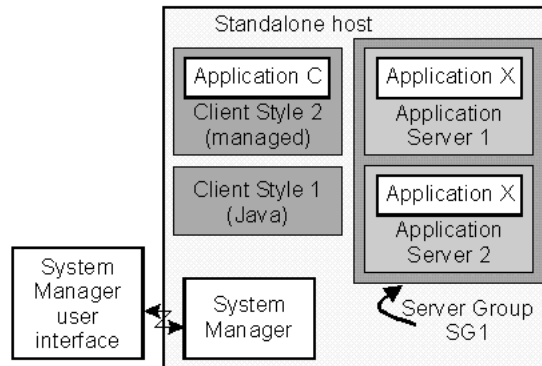 Standalone host
Application C
Client Style 2
(managed)
Application X
Application
Server 1
Client Style 1
(Java)
Application X
Application
Server 2
System
Manager
user
interface
System
Manager
Server Group
SG1